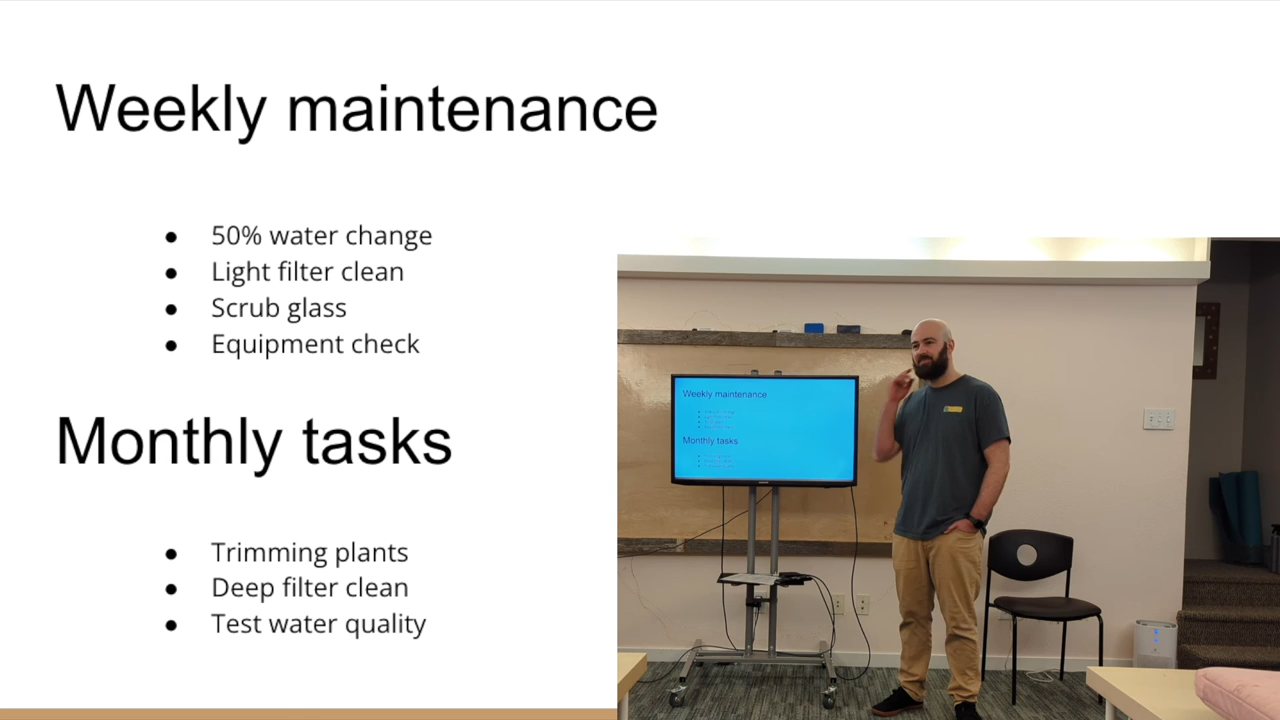 Weekly maintenance
50% water change
Light filter clean
Scrub glass
Equipment check
Monthly tasks
Trimming plants
Deep filter clean
Test water quality
Weekly maintenance
Monthly tasks